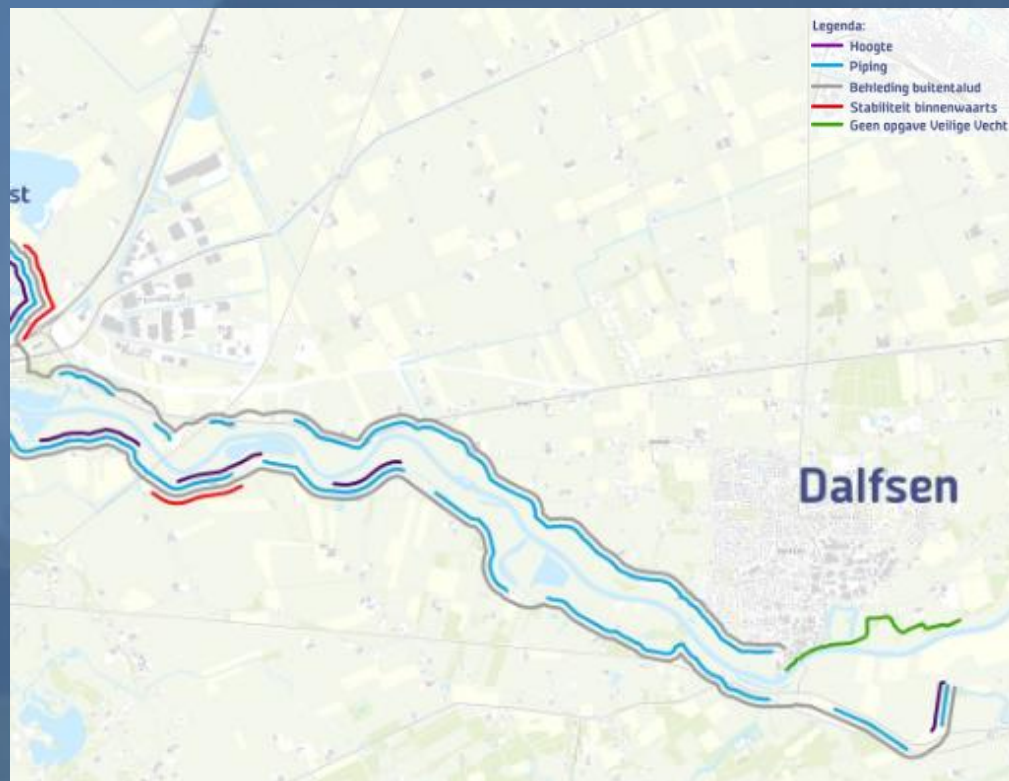 Legenda:
Hoogte
Piping
Bekleding buitentalud
Stabiliteit binnenwaarts
Geen opgave Veilige Vecht
st
Dalfsen